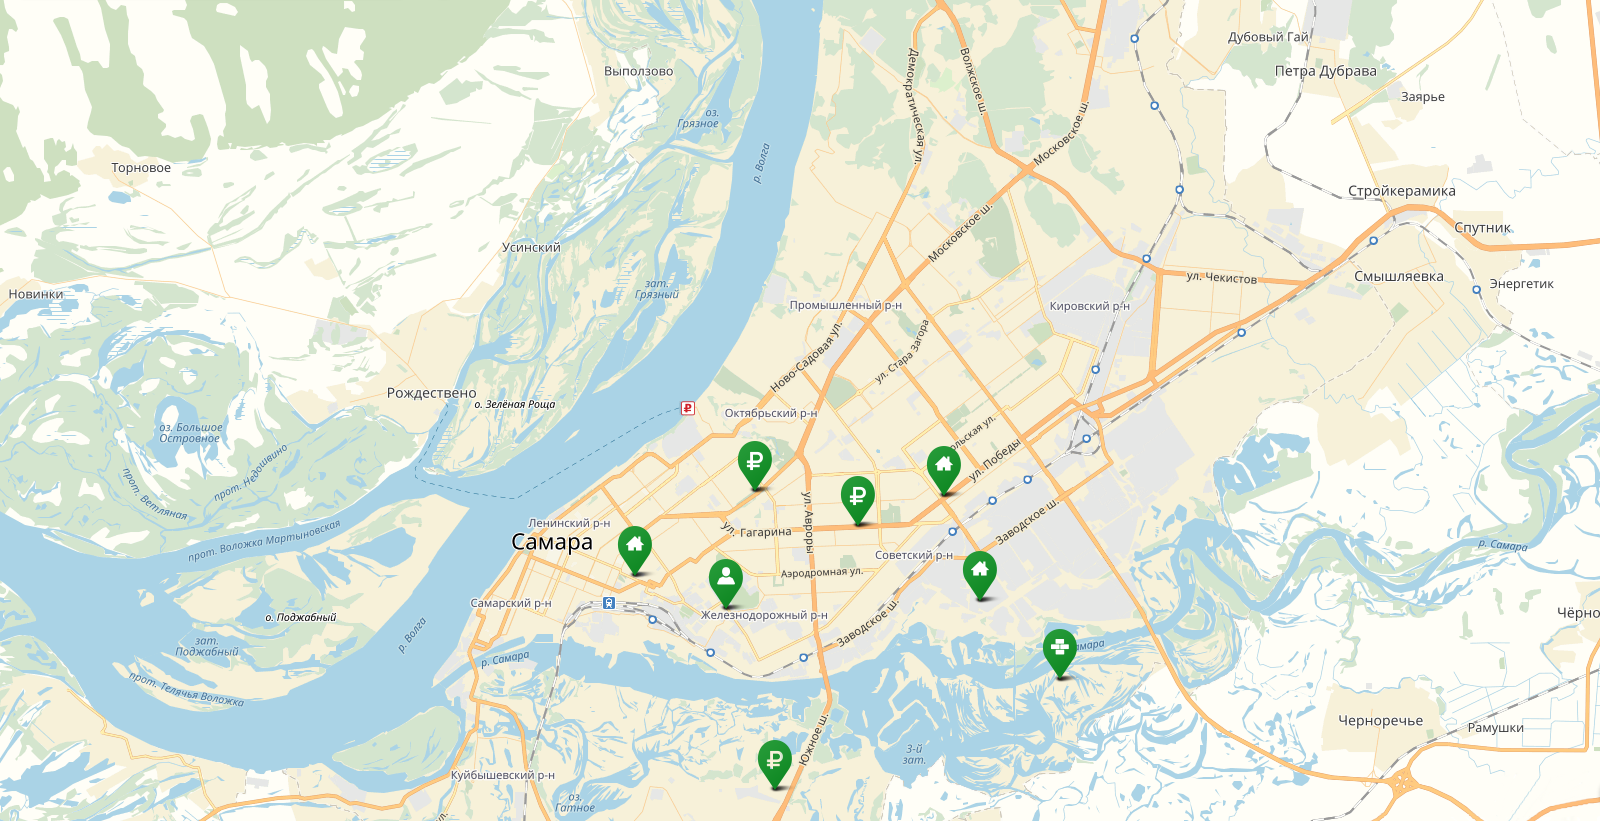 Дубовый Гай
Выползово
Петра Дубрава
Заярье
Демократическая ул.
Волжское ш.
оз.
Грязное
Московское ш.
р. Волга
Торновое
Стройкерамика
Спутник
Московское ш.
Усинский
Смышляевка
ул. Чекистов
зат.
Грязный
Энергетик
Новинки
Промышленный р-н
Кировский р-н
Ново-Садовая ул.
ул. Стара Загора
Рождествено
о. Зелёная Роща
Октябрьский р-н
оз. Большое
Островное
прот. Недошивино
ул. Победы
прот. Ветляная
Ленинский р-н
ул. Гагарина
ул. Авроры
Заводское ш.
прот. Воложка Мартыновская
Самара
Советский р-н
р. Самара
Аэродромная ул.
Самарский р-н
Железнодорожный р-н
о. Поджабный
Заводское ш.
р. Волга
зат.
Поджабный
р. Самара
прот. Телячья Воложка
Черноречье
Рамушки
Южное ш.
3-й
зат.
Куйбышевский р-н
оз.
Гатное